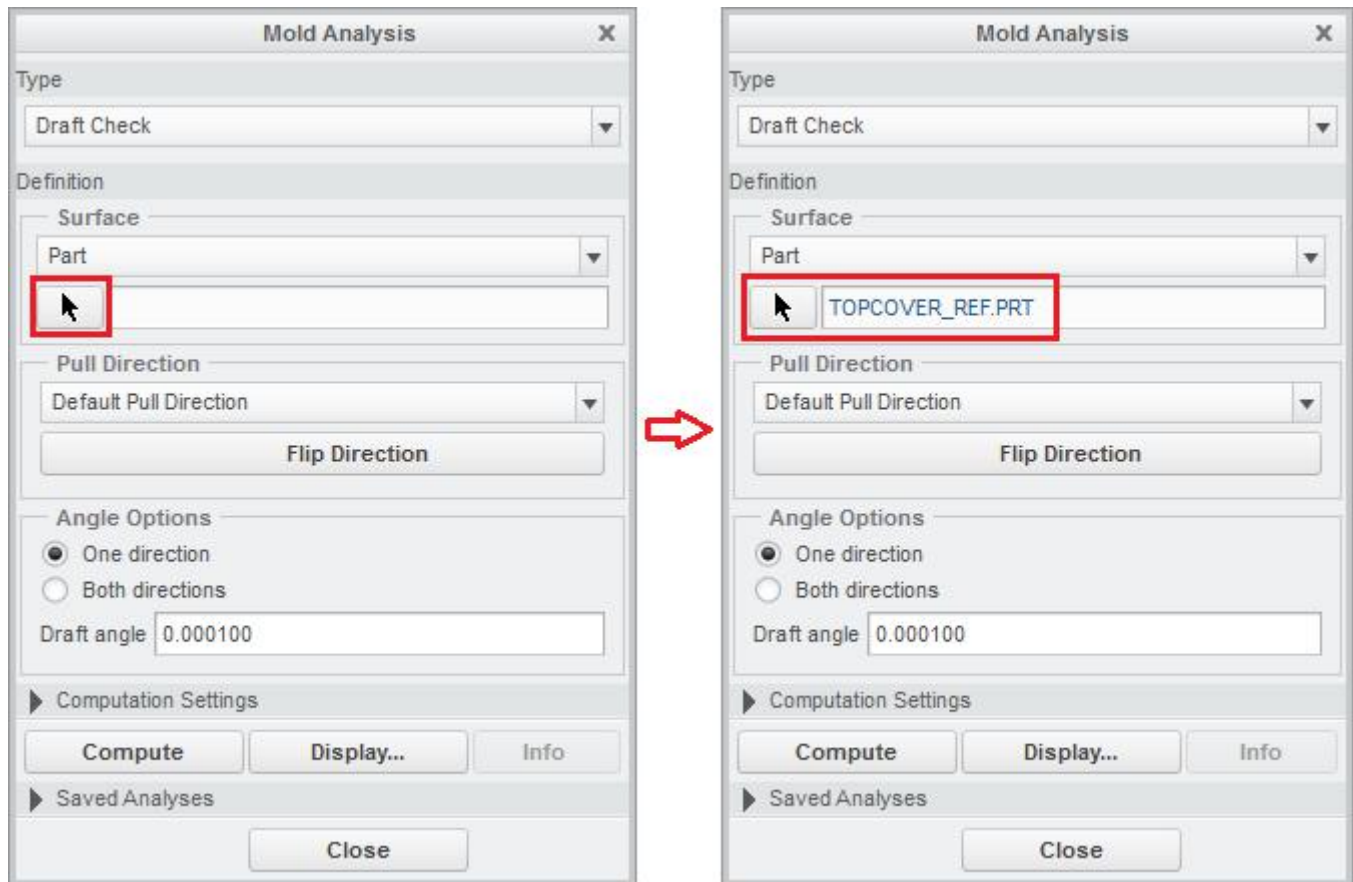 Mold Analysis
Type
Draft Check
Definition
Surface
Part
Pull Direction
Default Pull Direction
Flip Direction
Angle Options
One direction
Both directions
Draft angle 0.000100
Computation Settings
Compute Display... Info
Saved Analyses
Close
Mold Analysis
Type
Draft Check
Definition
Surface
Part
TOPCOVER_REF.PRT
Pull Direction
Default Pull Direction
Flip Direction
Angle Options
One direction
Both directions
Draft angle 0.000100
Computation Settings
Compute Display... Info
Saved Analyses
Close